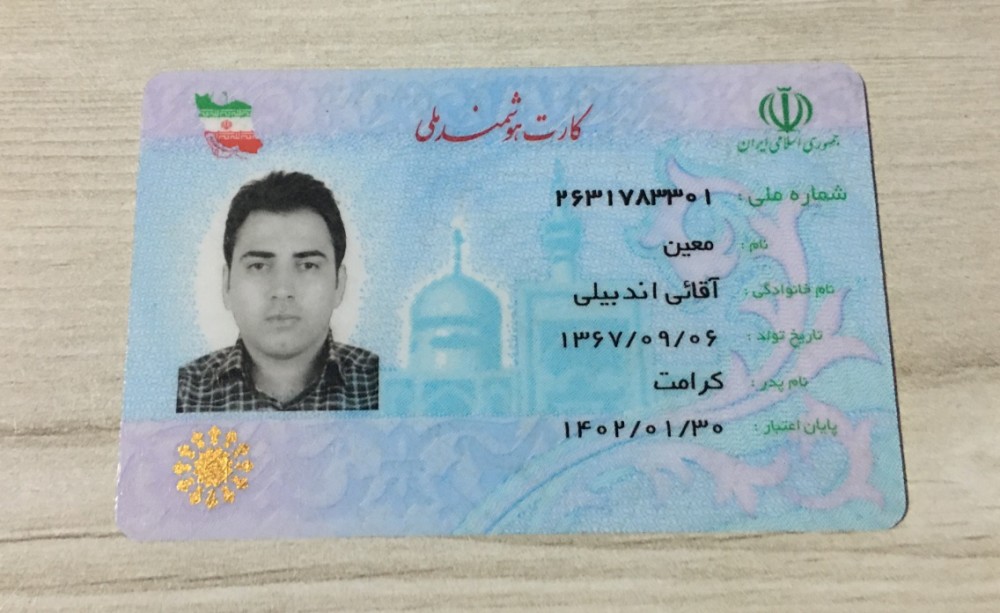 کارت هوشمند ملی
جمهوری اسلامی ایران
شماره ملی : ۲۶۳۱۷۸۳۳۰۱
نام : معین
نام خانوادگی : آقائی اندبیلی
تاریخ تولد : ۱۳۶۷/۰۹/۰۶
نام پدر : کرامت
پایان اعتبار : ۱۴۰۲/۰۱/۳۰